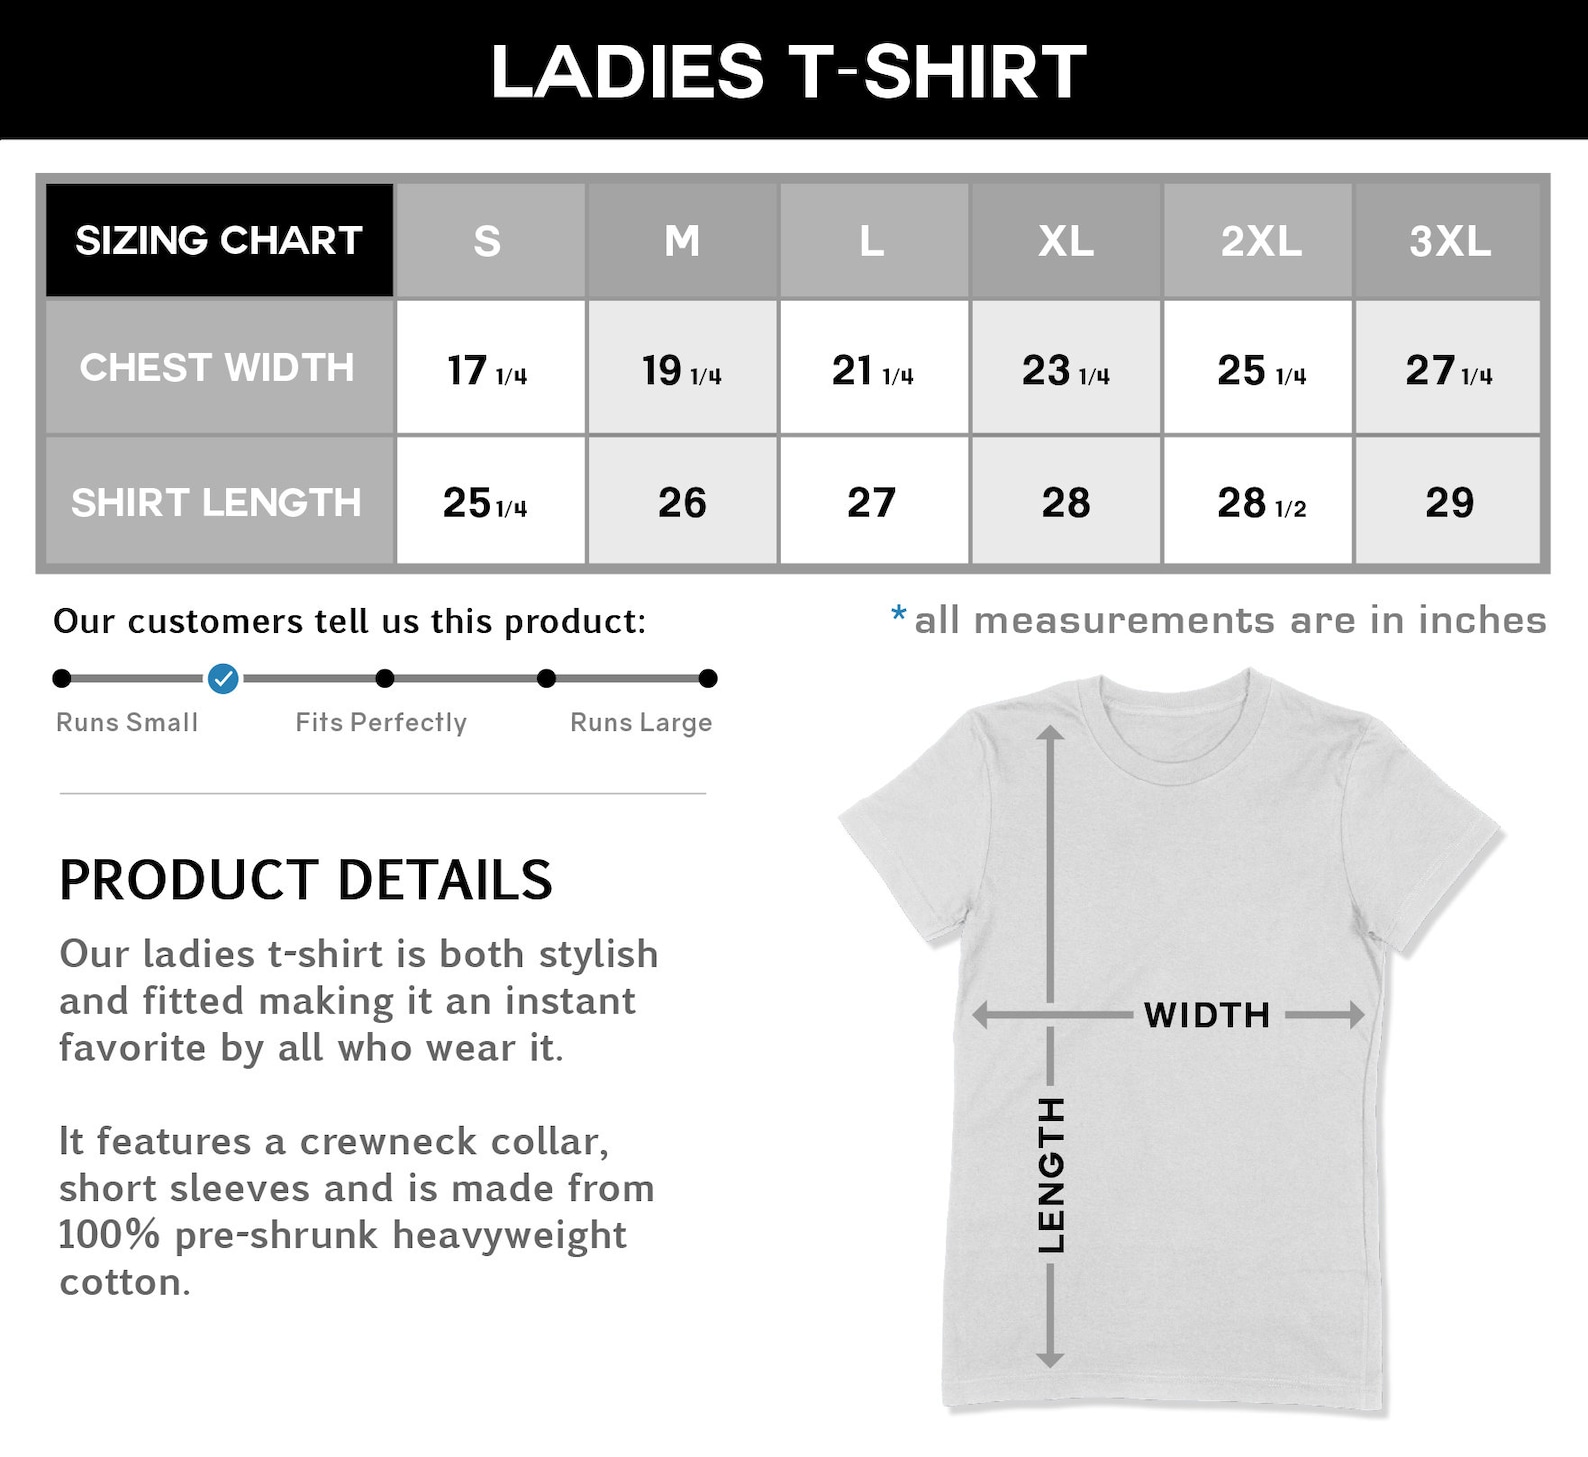 LADIES T-SHIRT
SIZING CHART S M L XL 2XL 3XL
CHEST WIDTH 17 1/4 19 1/4 21 1/4 23 1/4 25 1/4 27 1/4
SHIRT LENGTH 25 1/4 26 27 28 28 1/2 29
Our customers tell us this product:
* all measurements are in inches
Runs Small Fits Perfectly Runs Large
PRODUCT DETAILS
Our ladies t-shirt is both stylish
and fitted making it an instant
favorite by all who wear it.
It features a crewneck collar,
short sleeves and is made from
100% pre-shrunk heavyweight
cotton.
WIDTH
LENGTH